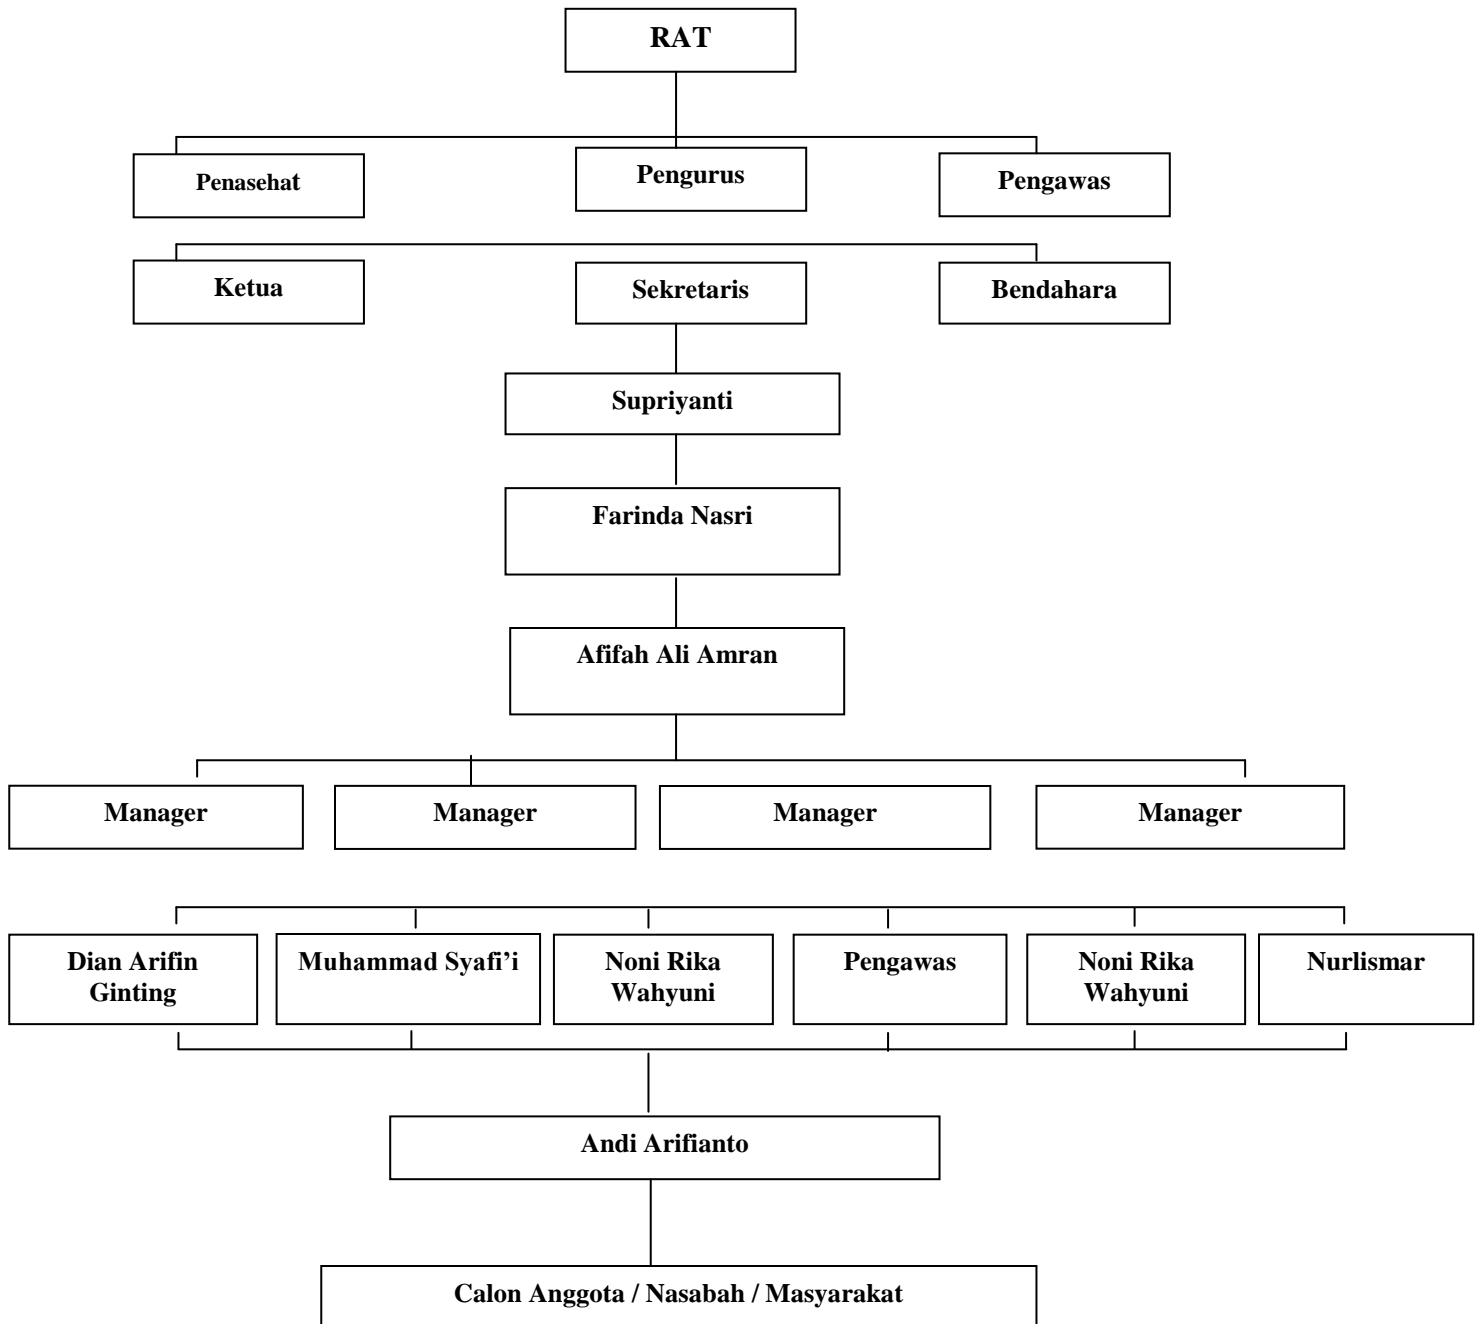 RAT
Penasehat
Pengurus
Pengawas
Ketua
Sekretaris
Bendahara
Supriyanti
Farinda Nasri
Afifah Ali Amran
Manager
Manager
Manager
Manager
Dian Arifin
Ginting
Muhammad Syafi'i
Noni Rika
Wahyuni
Pengawas
Noni Rika
Wahyuni
Nurlismar
Andi Arifianto
Calon Anggota / Nasabah / Masyarakat